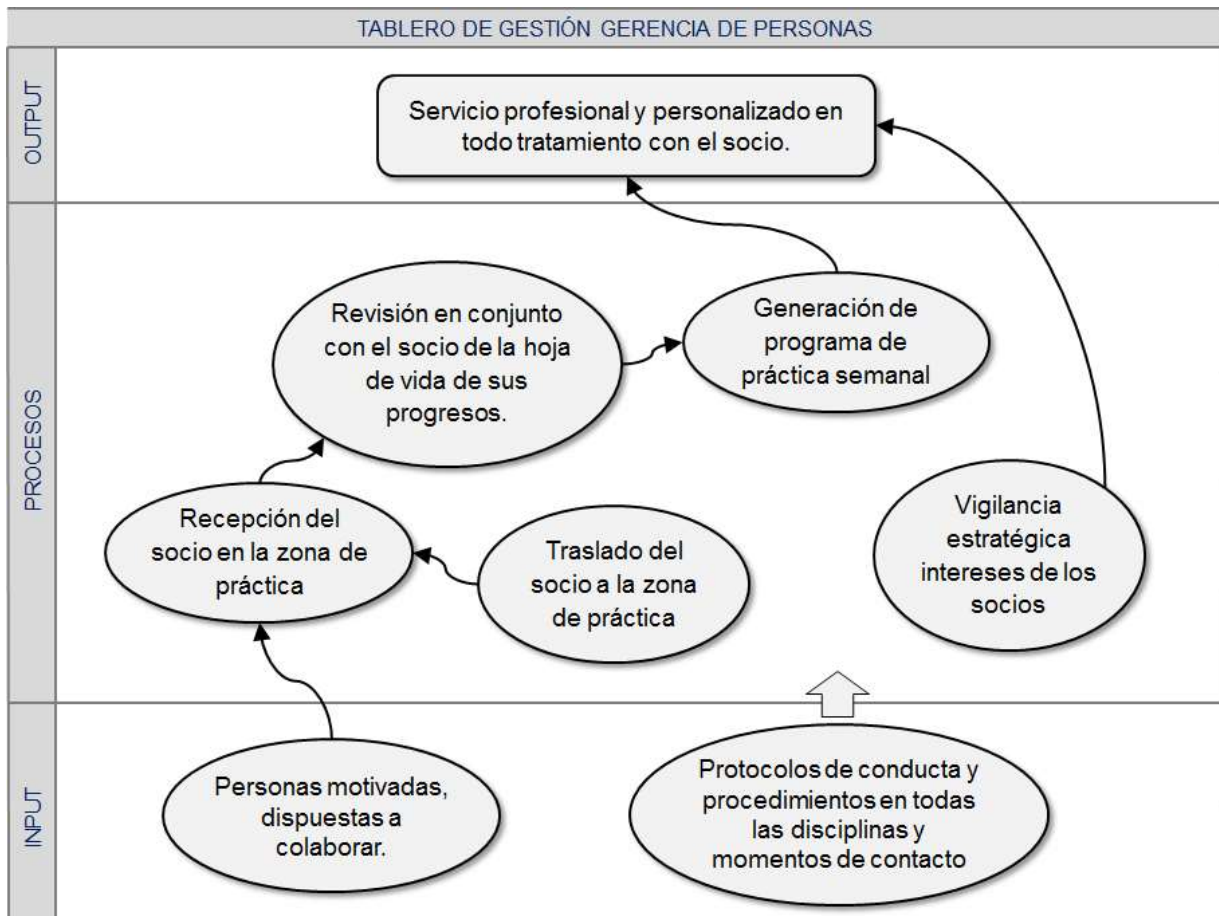 TABLERO DE GESTIÓN GERENCIA DE PERSONAS
OUTPUT
Servicio profesional y personalizado en
todo tratamiento con el socio.
PROCESOS
Revisión en conjunto
con el socio de la hoja
de vida de sus
progresos.
Generación de
programa de
práctica semanal
Recepción del
socio en la zona de
práctica
Traslado del
socio a la zona
de práctica
Vigilancia
estratégica
intereses de los
socios
INPUT
Personas motivadas,
dispuestas a
colaborar.
Protocolos de conducta y
procedimientos en todas
las disciplinas y
momentos de contacto